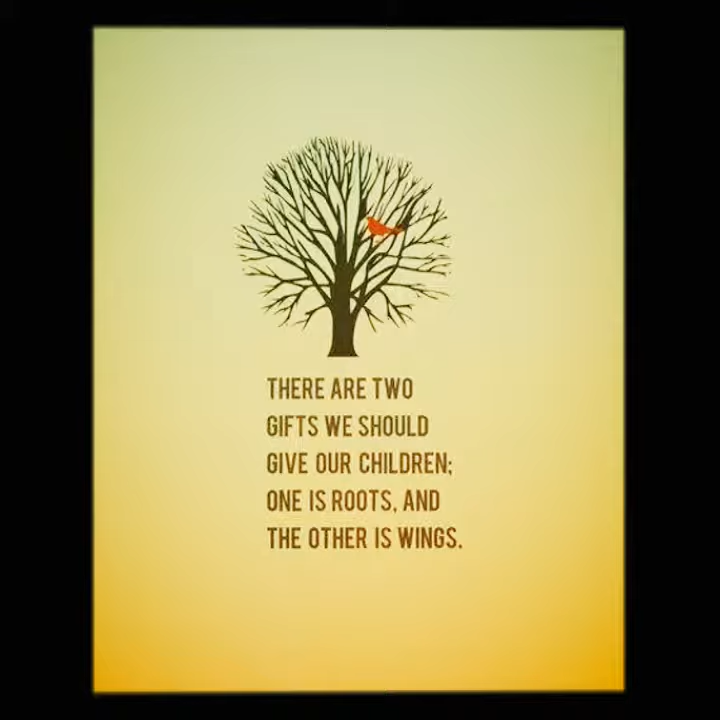 THERE ARE TWO
GIFTS WE SHOULD
GIVE OUR CHILDREN;
ONE IS ROOTS, AND
THE OTHER IS WINGS.